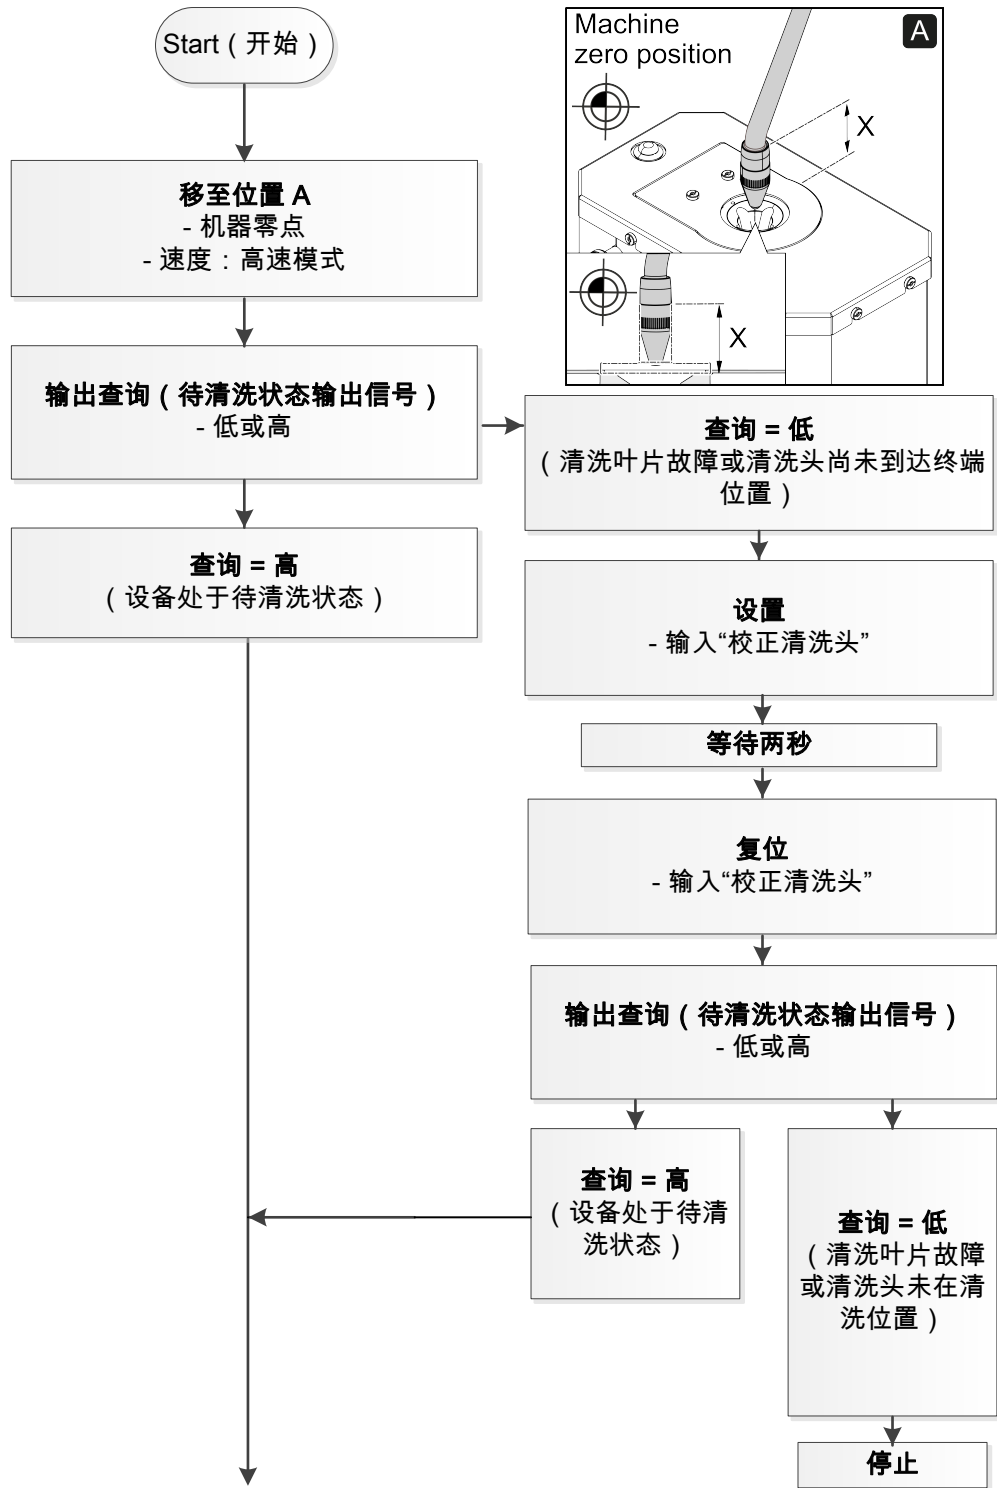 Start（开始）
Machine
zero position
A
X
X
移至位置 A
- 机器零点
- 速度：高速模式
输出查询（待清洗状态输出信号）
- 低或高
查询 = 低
（清洗叶片故障或清洗头尚未到达终端
位置）
查询 = 高
（设备处于待清洗状态）
设置
- 输入“校正清洗头”
等待两秒
复位
- 输入“校正清洗头”
输出查询（待清洗状态输出信号）
- 低或高
查询 = 高
（设备处于待清
洗状态）
查询 = 低
（清洗叶片故障
或清洗头未在清
洗位置）
停止